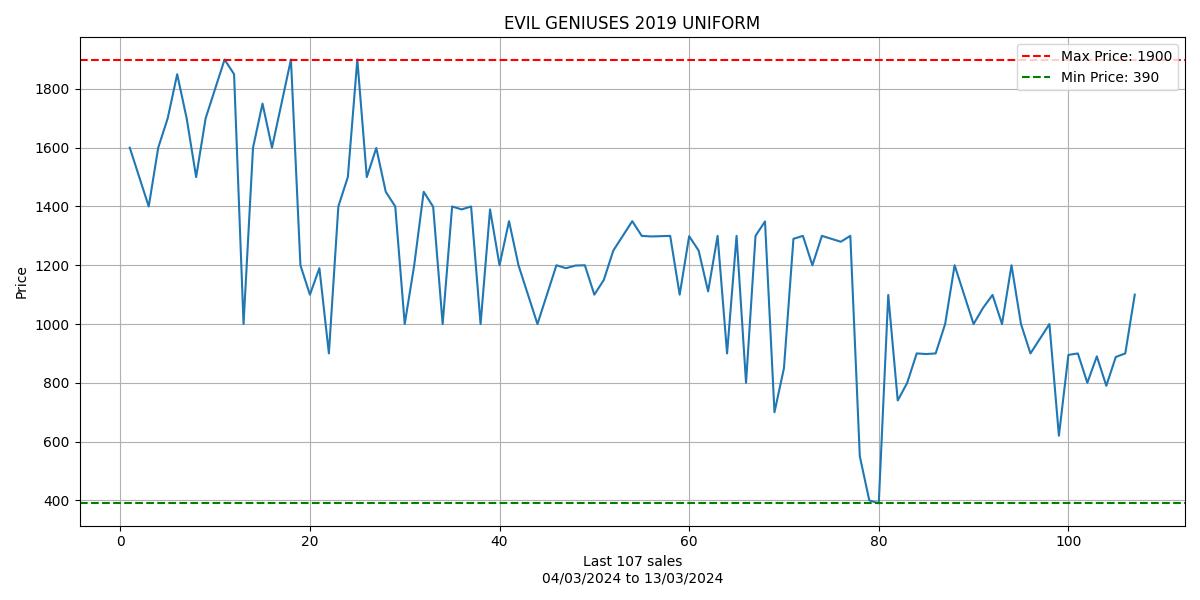 EVIL GENIUSES 2019 UNIFORM
Max Price: 1900
Min Price: 390
Price
1800
1600
1400
1200
1000
800
600
400
0 20 40 60 80 100
Last 107 sales
04/03/2024 to 13/03/2024